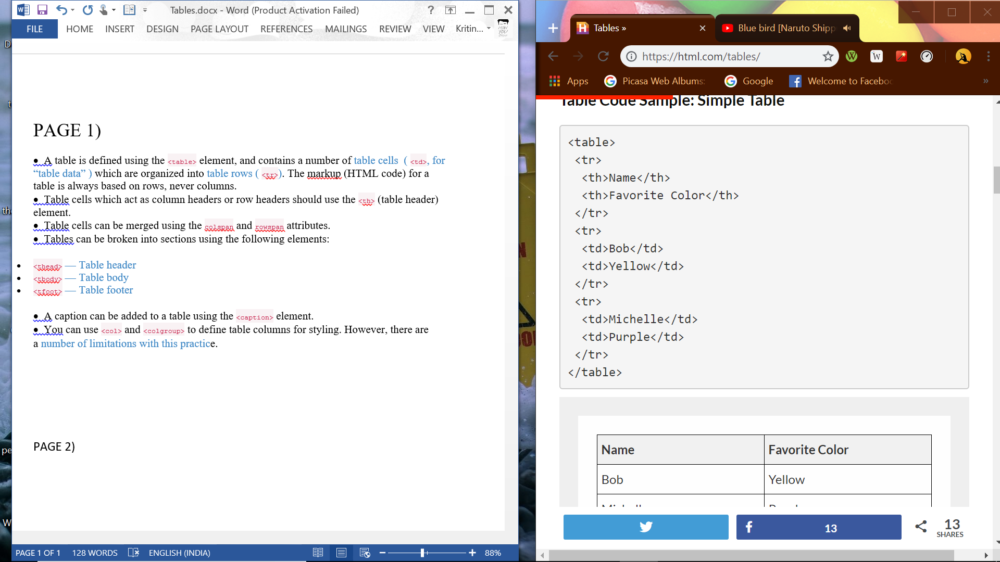 Tables.docx - Word (Product Activation Failed)
FILE HOME INSERT DESIGN PAGE LAYOUT REFERENCES MAILINGS REVIEW VIEW Kritin...
PAGE 1)
• A table is defined using the <table> element, and contains a number of table cells ( <td>, for
“table data” ) which are organized into table rows ( <tr>). The markup (HTML code) for a
table is always based on rows, never columns.
• Table cells which act as column headers or row headers should use the <th> (table header)
element.
• Table cells can be merged using the colspan and rowspan attributes.
• Tables can be broken into sections using the following elements:
• <thead> — Table header
• <tbody> — Table body
• <tfoot> — Table footer
• A caption can be added to a table using the <caption> element.
• You can use <col> and <colgroup> to define table columns for styling. However, there are
a number of limitations with this practice.
PAGE 2)
PAGE 1 OF 1 128 WORDS ENGLISH (INDIA) 88%
Tables »
Blue bird [Naruto Shipp
https://html.com/tables/
Apps Picasa Web Albums: Google Welcome to Facebo
Table Code Sample: Simple Table
<table>
<tr>
<th>Name</th>
<th>Favorite Color</th>
</tr>
<tr>
<td>Bob</td>
<td>Yellow</td>
</tr>
<tr>
<td>Michelle</td>
<td>Purple</td>
</tr>
</table>
Name Favorite Color
Bob Yellow
13
13
SHARES